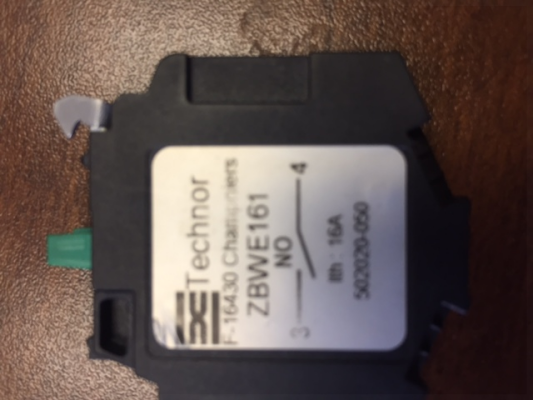 Technor
F-16430 Champniers
ZBWE161
NO
3
4
Ith : 16A
502020-050